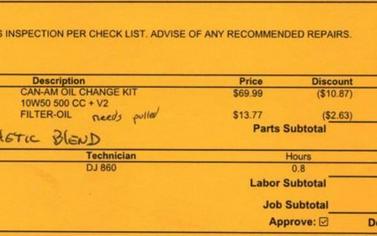 S INSPECTION PER CHECK LIST. ADVISE OF ANY RECOMMENDED REPAIRS.
Description Price Discount
CAN-AM OIL CHANGE KIT $69.99 ($10.87)
10W50 500 CC + V2
FILTER-OIL needs pulled $13.77 ($2.63)
Parts Subtotal
HETIC BLEND
Technician Hours
DJ 860 0.8
Labor Subtotal
Job Subtotal
Approve: ☑ D